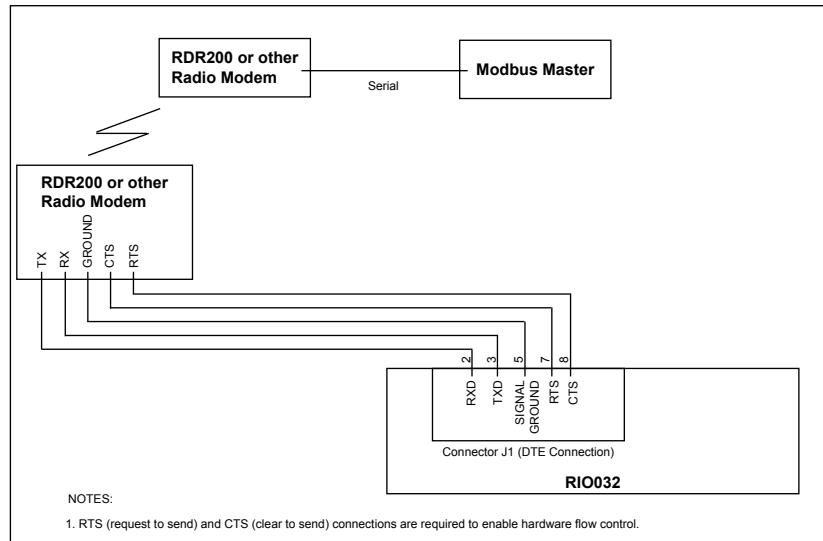 RDR200 or other
Radio Modem
Serial
Modbus Master
RDR200 or other
Radio Modem
TX
RX
GROUND
CTS
RTS
2
3
5
7
8
RXD
TXD
SIGNAL
GROUND
RTS
CTS
Connector J1 (DTE Connection)
RIO032
NOTES:
1. RTS (request to send) and CTS (clear to send) connections are required to enable hardware flow control.